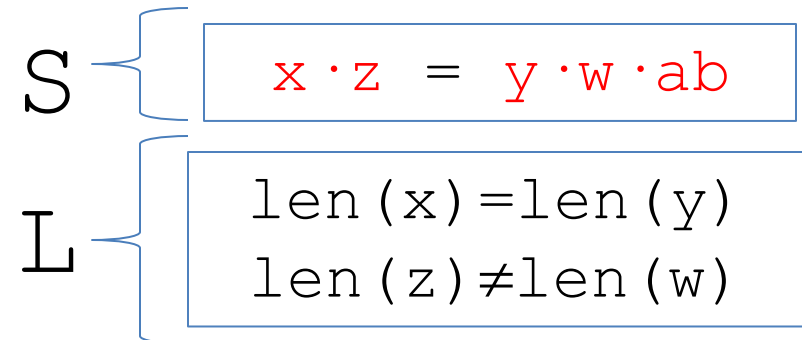 S
x·z = y·w·ab
L
len(x)=len(y)
len(z)≠len(w)